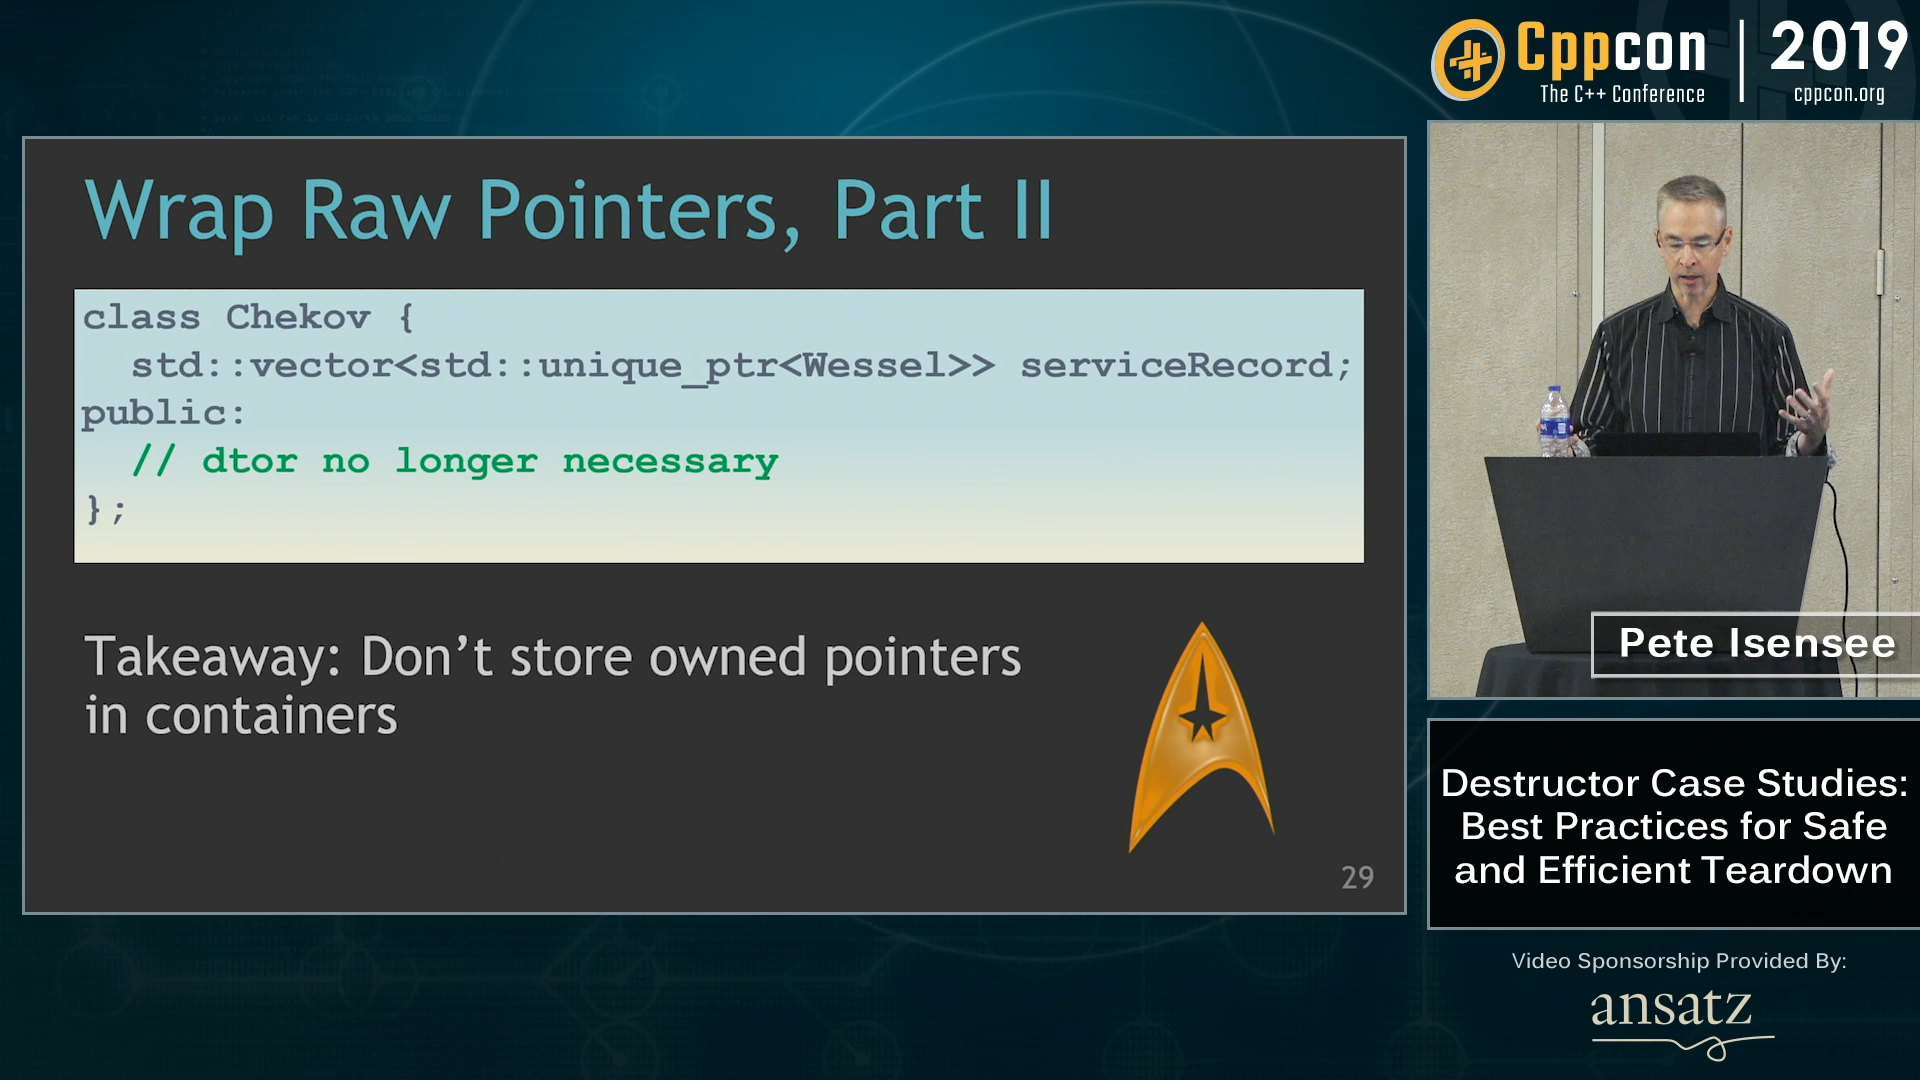 Cppcon
The C++ Conference
2019
cppcon.org
Wrap Raw Pointers, Part II
class Chekov {
std::vector<std::unique_ptr<Wessel>> serviceRecord;
public:
// dtor no longer necessary
};
Takeaway: Don't store owned pointers
in containers
29
Pete Isensee
Destructor Case Studies:
Best Practices for Safe
and Efficient Teardown
Video Sponsorship Provided By:
ansatz